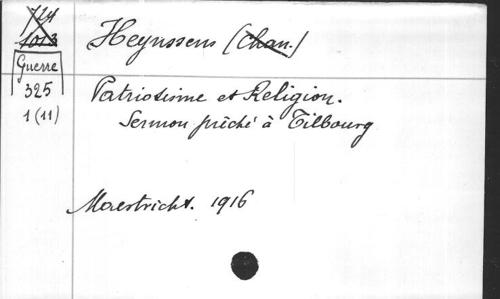 Heynssens (Chan.)
Guerre
325
1(11)
Patriotisme et Religion.
Sermon prêché à Tilbourg
Maestricht. 1916